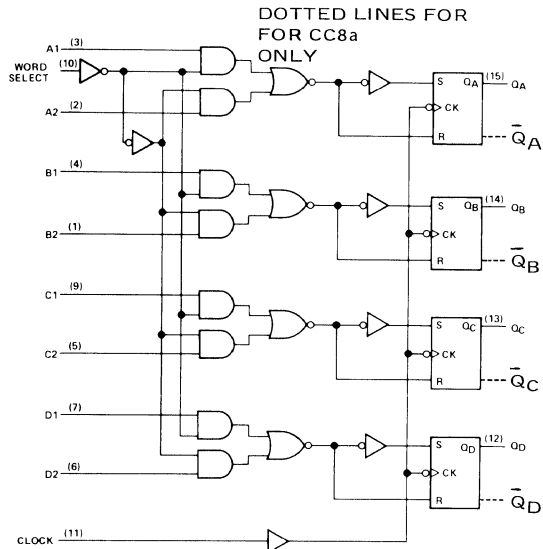 DOTTED LINES FOR
FOR CC8a
ONLY
A1 (3)
WORD SELECT (10)
A2 (2)
S QA (15) QA
CK
R Q̄A
B1 (4)
B2 (1)
S QB (14) QB
CK
R Q̄B
C1 (9)
C2 (5)
S QC (13) QC
CK
R Q̄C
D1 (7)
D2 (6)
S QD (12) QD
CK
R Q̄D
CLOCK (11)